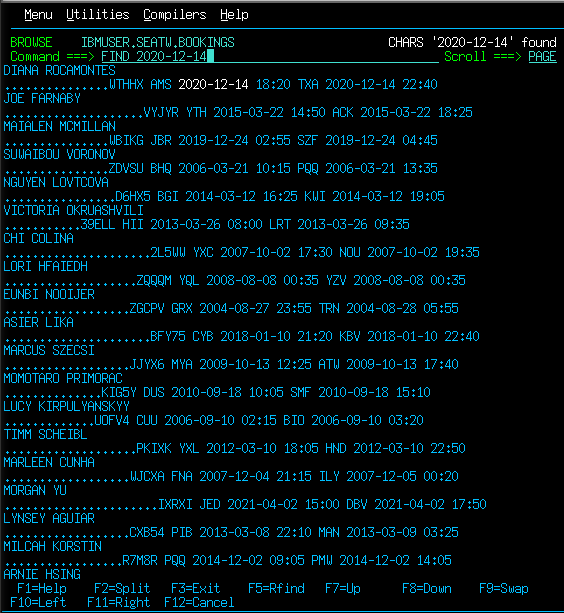 Menu Utilities Compilers Help
BROWSE IBMUSER.SEATW.BOOKINGS CHARS '2020-12-14' found
Command ===> FIND 2020-12-14 Scroll ===> PAGE
DIANA ROCAMONTES
...............WTHHX AMS 2020-12-14 18:20 TXA 2020-12-14 22:40
JOE FARNABY
....................VYJYR YTH 2015-03-22 14:50 ACK 2015-03-22 18:25
MAIALEN MCMILLAN
...............WBIKG JBR 2019-12-24 02:55 SZF 2019-12-24 04:45
SUWAIBOU VORONOV
...............ZDVSU BHQ 2006-03-21 10:15 PQQ 2006-03-21 13:35
NGUYEN LOVTCOVA
................D6HX5 BGI 2014-03-12 16:25 KWI 2014-03-12 19:05
VICTORIA OKRUASHVILI
...........39ELL HII 2013-03-26 08:00 LRT 2013-03-26 09:35
CHI COLINA
.....................2L5WW YXC 2007-10-02 17:30 NOU 2007-10-02 19:35
LORI HFAIEDH
...................ZQQQM YQL 2008-08-08 00:35 YZV 2008-08-08 00:35
EUNBI NOOIJER
..................ZGCPV GRX 2004-08-27 23:55 TRN 2004-08-28 05:55
ASIER LIKA
.....................BFY75 CYB 2018-01-10 21:20 KBV 2018-01-10 22:40
MARCUS SZECSI
..................JJYX6 MYA 2009-10-13 12:25 ATW 2009-10-13 17:40
MOMOTARO PRIMORAC
..............KIG5Y DUS 2010-09-18 10:05 SMF 2010-09-18 15:10
LUCY KIRPULYANSKYY
.............UOFV4 CUU 2006-09-10 02:15 BIO 2006-09-10 03:20
TIMM SCHEIBL
...................PKIXK YXL 2012-03-10 18:05 HND 2012-03-10 22:50
MARLEEN CUNHA
..................WJCXA FNA 2007-12-04 21:15 ILY 2007-12-05 00:20
MORGAN YU
......................IXRXI JED 2021-04-02 15:00 DBV 2021-04-02 17:50
LYNSEY AGUIAR
..................CXB54 PIB 2013-03-08 22:10 MAN 2013-03-09 03:25
MILCAH KORSTIN
.................R7M8R PQQ 2014-12-02 09:05 PMW 2014-12-02 14:05
ARNIE HSING
F1=Help F2=Split F3=Exit F5=Rfind F7=Up F8=Down F9=Swap
F10=Left F11=Right F12=Cancel